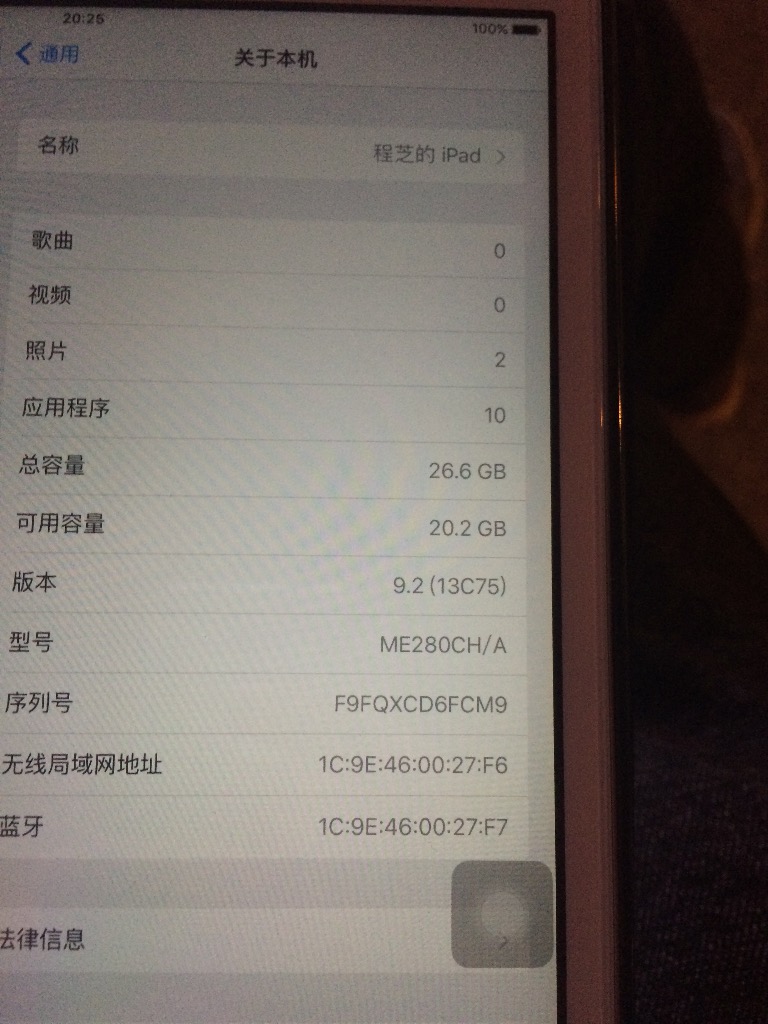 20:25
100%
通用
关于本机
名称 程芝的 iPad
歌曲 0
视频 0
照片 2
应用程序 10
总容量 26.6 GB
可用容量 20.2 GB
版本 9.2 (13C75)
型号 ME280CH/A
序列号 F9FQXCD6FCM9
无线局域网地址 1C:9E:46:00:27:F6
蓝牙 1C:9E:46:00:27:F7
法律信息